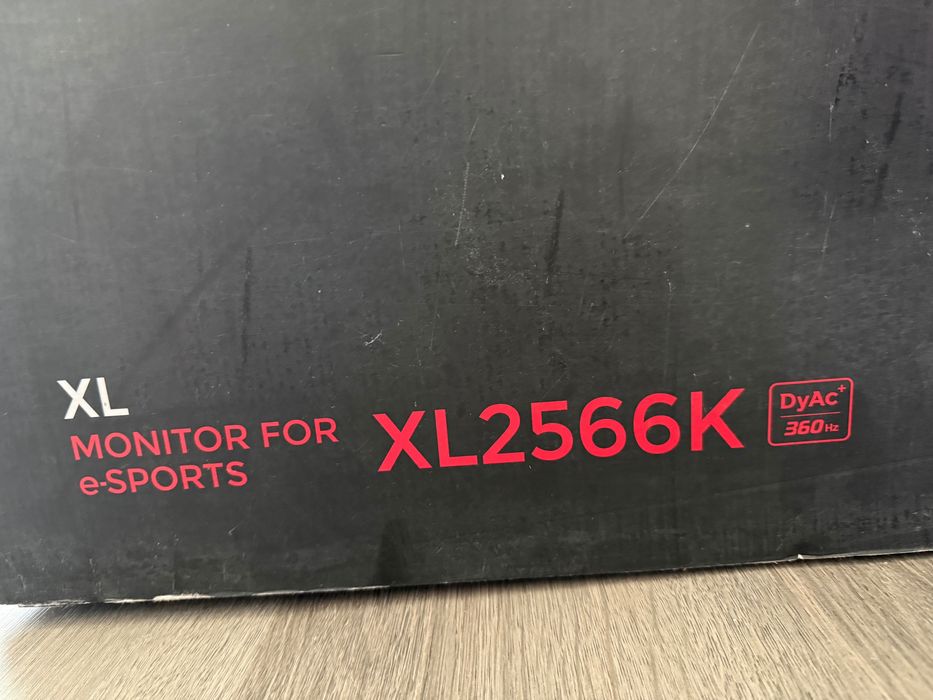 XL
MONITOR FOR
e-SPORTS
XL2566K
DyAc+
360Hz